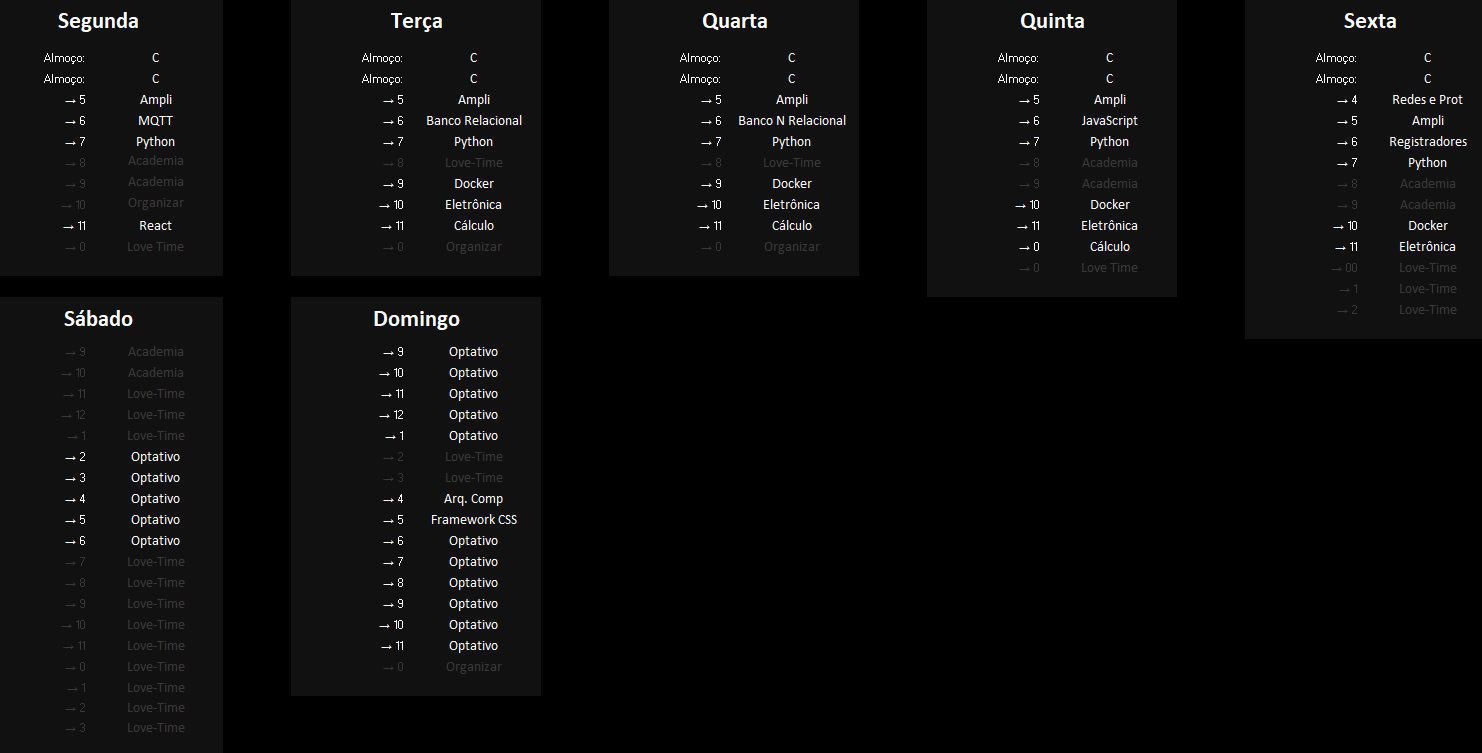 Segunda
Almoço: C
Almoço: C
→ 5 Ampli
→ 6 MQTT
→ 7 Python
→ 8 Academia
→ 9 Academia
→ 10 Organizar
→ 11 React
→ 0 Love Time
Terça
Almoço: C
Almoço: C
→ 5 Ampli
→ 6 Banco Relacional
→ 7 Python
→ 8 Love-Time
→ 9 Docker
→ 10 Eletrônica
→ 11 Cálculo
→ 0 Organizar
Quarta
Almoço: C
Almoço: C
→ 5 Ampli
→ 6 Banco N Relacional
→ 7 Python
→ 8 Love-Time
→ 9 Docker
→ 10 Eletrônica
→ 11 Cálculo
→ 0 Organizar
Quinta
Almoço: C
Almoço: C
→ 5 Ampli
→ 6 JavaScript
→ 7 Python
→ 8 Academia
→ 9 Academia
→ 10 Docker
→ 11 Eletrônica
→ 0 Cálculo
→ 0 Love Time
Sexta
Almoço: C
Almoço: C
→ 4 Redes e Prot
→ 5 Ampli
→ 6 Registradores
→ 7 Python
→ 8 Academia
→ 9 Academia
→ 10 Docker
→ 11 Eletrônica
→ 00 Love-Time
→ 1 Love-Time
→ 2 Love-Time
Sábado
→ 9 Academia
→ 10 Academia
→ 11 Love-Time
→ 12 Love-Time
→ 1 Love-Time
→ 2 Optativo
→ 3 Optativo
→ 4 Optativo
→ 5 Optativo
→ 6 Optativo
→ 7 Love-Time
→ 8 Love-Time
→ 9 Love-Time
→ 10 Love-Time
→ 11 Love-Time
→ 0 Love-Time
→ 1 Love-Time
→ 2 Love-Time
→ 3 Love-Time
Domingo
→ 9 Optativo
→ 10 Optativo
→ 11 Optativo
→ 12 Optativo
→ 1 Optativo
→ 2 Love-Time
→ 3 Love-Time
→ 4 Arq. Comp
→ 5 Framework CSS
→ 6 Optativo
→ 7 Optativo
→ 8 Optativo
→ 9 Optativo
→ 10 Optativo
→ 11 Optativo
→ 0 Organizar